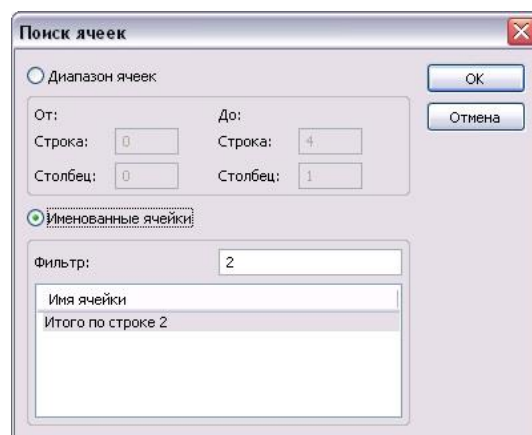 Поиск ячеек
Диапазон ячеек
ОК
От: До:
Отмена
Строка: 0 Строка: 4
Столбец: 0 Столбец: 1
Именованные ячейки
Фильтр: 2
Имя ячейки
Итого по строке 2